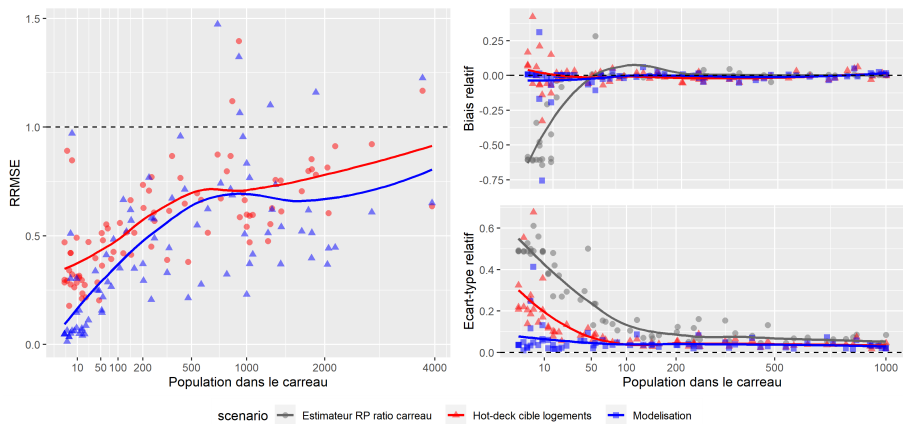 1.5
1.0
0.5
0.0
RRMSE
10 50 100 200 500 1000 2000 4000
Population dans le carreau
0.25
0.00
-0.25
-0.50
-0.75
Biais relatif
0.6
0.4
0.2
0.0
Ecart-type relatif
10 50 100 200 500 1000
Population dans le carreau
scenario Estimateur RP ratio carreau Hot-deck cible logements Modelisation